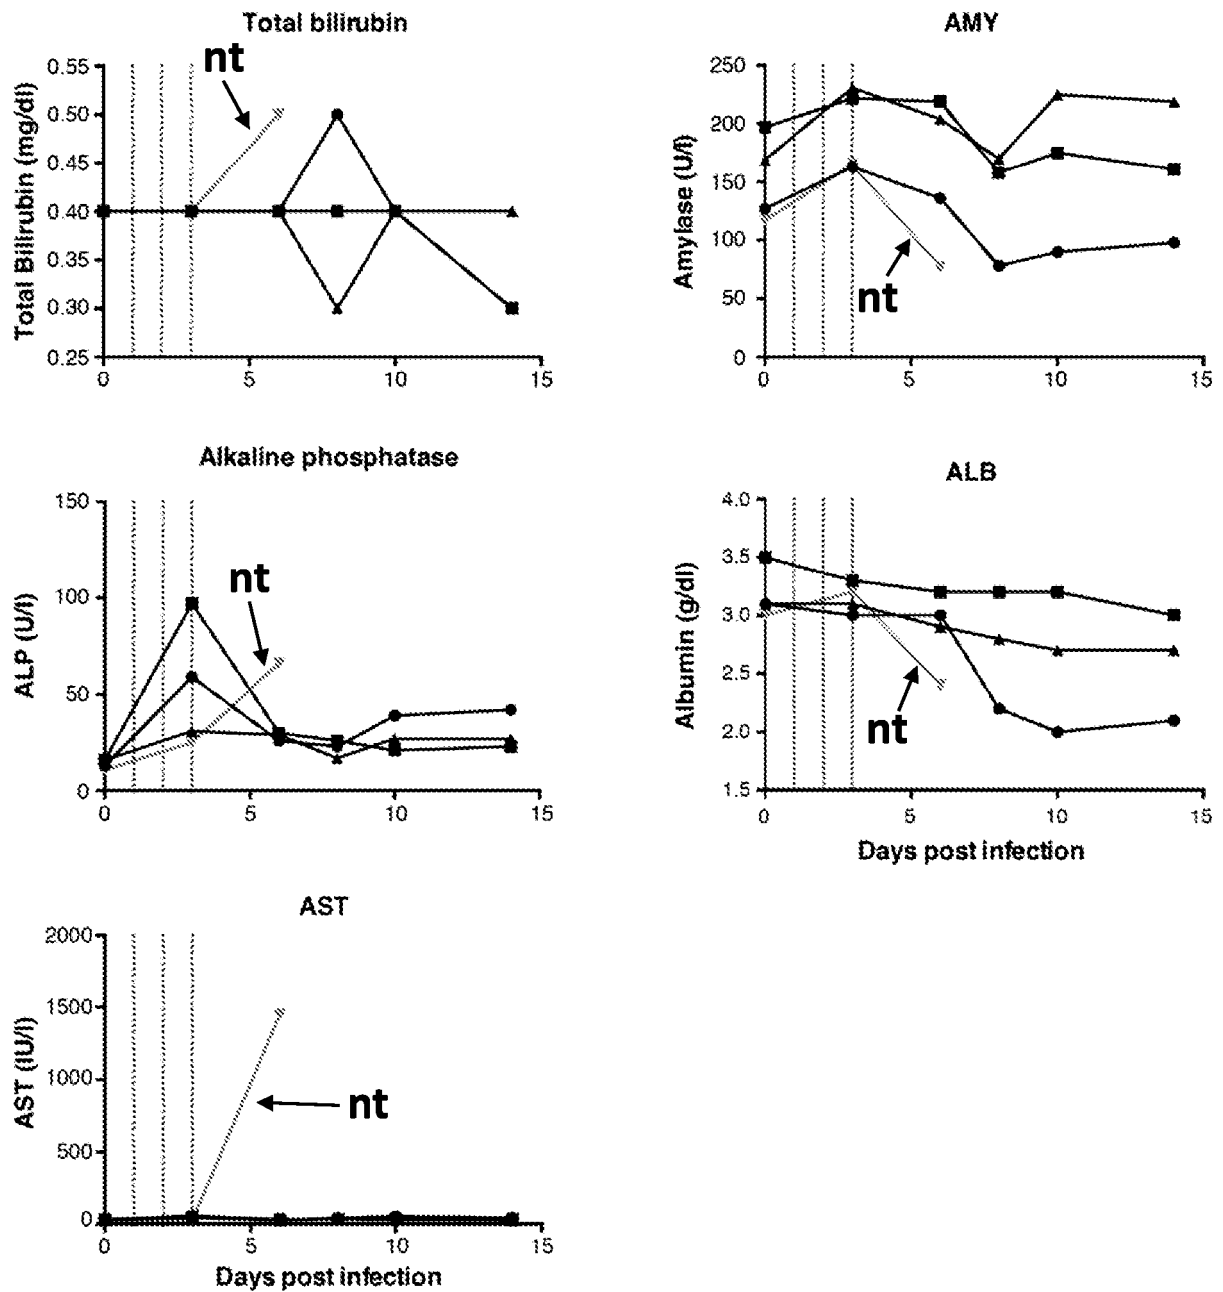 Total bilirubin
nt
0.55
0.50
0.45
0.40
0.35
0.30
0.25
Total Bilirubin (mg/dl)
0
5
10
15
AMY
250
200
150
100
50
0
Amylase (U/l)
nt
0
5
10
15
Alkaline phosphatase
150
100
50
0
ALP (U/l)
nt
0
5
10
15
ALB
4.0
3.5
3.0
2.5
2.0
1.5
Albumin (g/dl)
nt
0
5
10
15
Days post infection
AST
2000
1500
1000
500
0
AST (IU/l)
nt
0
5
10
15
Days post infection